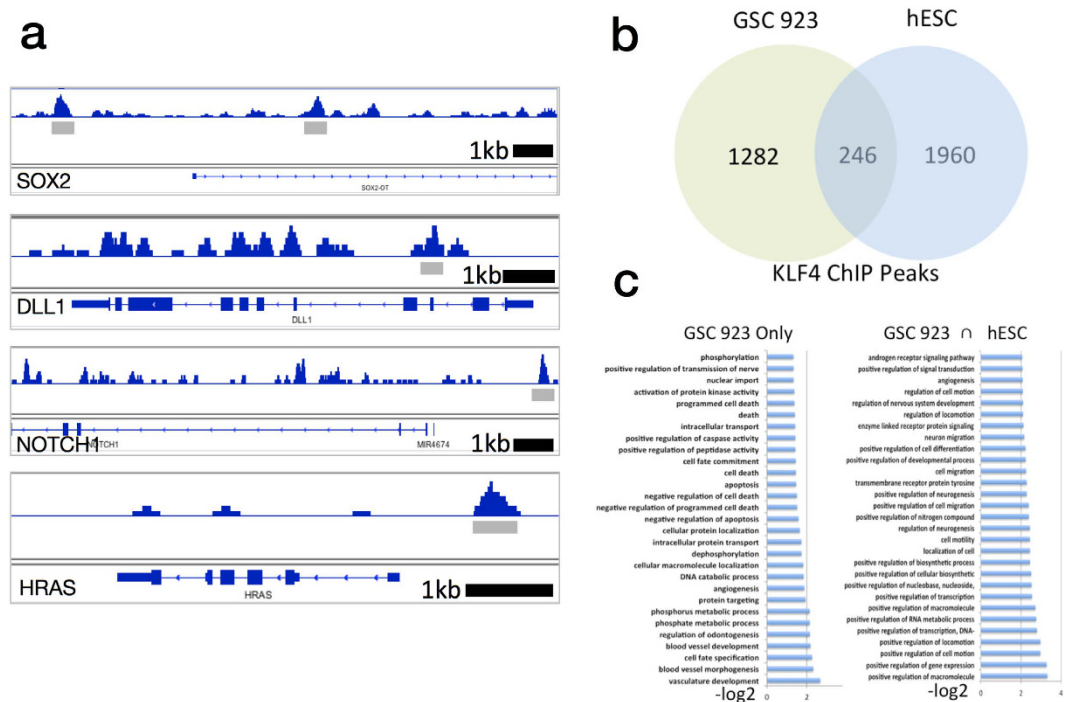 a
1kb
SOX2
SOX2-OT
1kb
DLL1
DLL1
1kb
NOTCH1
NOTCH1
MIR4674
1kb
HRAS
HRAS
b
GSC 923
hESC
1282
246
1960
KLF4 ChIP Peaks
c
GSC 923 Only
phosphorylation
positive regulation of transmission of nerve
nuclear import
activation of protein kinase activity
programmed cell death
death
intracellular transport
positive regulation of caspase activity
positive regulation of peptidase activity
cell fate commitment
cell death
apoptosis
negative regulation of cell death
negative regulation of programmed cell death
negative regulation of apoptosis
cellular protein localization
intracellular protein transport
dephosphorylation
cellular macromolecule localization
DNA catabolic process
angiogenesis
protein targeting
phosphorus metabolic process
phosphate metabolic process
regulation of odontogenesis
blood vessel development
cell fate specification
blood vessel morphogenesis
vasculature development
-log2
0 2
GSC 923 ∩ hESC
androgen receptor signaling pathway
positive regulation of signal transduction
angiogenesis
regulation of cell motion
regulation of nervous system development
regulation of locomotion
enzyme linked receptor protein signaling
neuron migration
positive regulation of cell differentiation
positive regulation of developmental process
cell migration
transmembrane receptor protein tyrosine
positive regulation of neurogenesis
positive regulation of cell migration
positive regulation of nitrogen compound
regulation of neurogenesis
cell motility
localization of cell
positive regulation of biosynthetic process
positive regulation of cellular biosynthetic
positive regulation of nucleobase, nucleoside,
positive regulation of transcription
positive regulation of macromolecule
positive regulation of RNA metabolic process
positive regulation of transcription, DNA-
positive regulation of locomotion
positive regulation of cell motion
positive regulation of gene expression
positive regulation of macromolecule
-log2
0 2 4